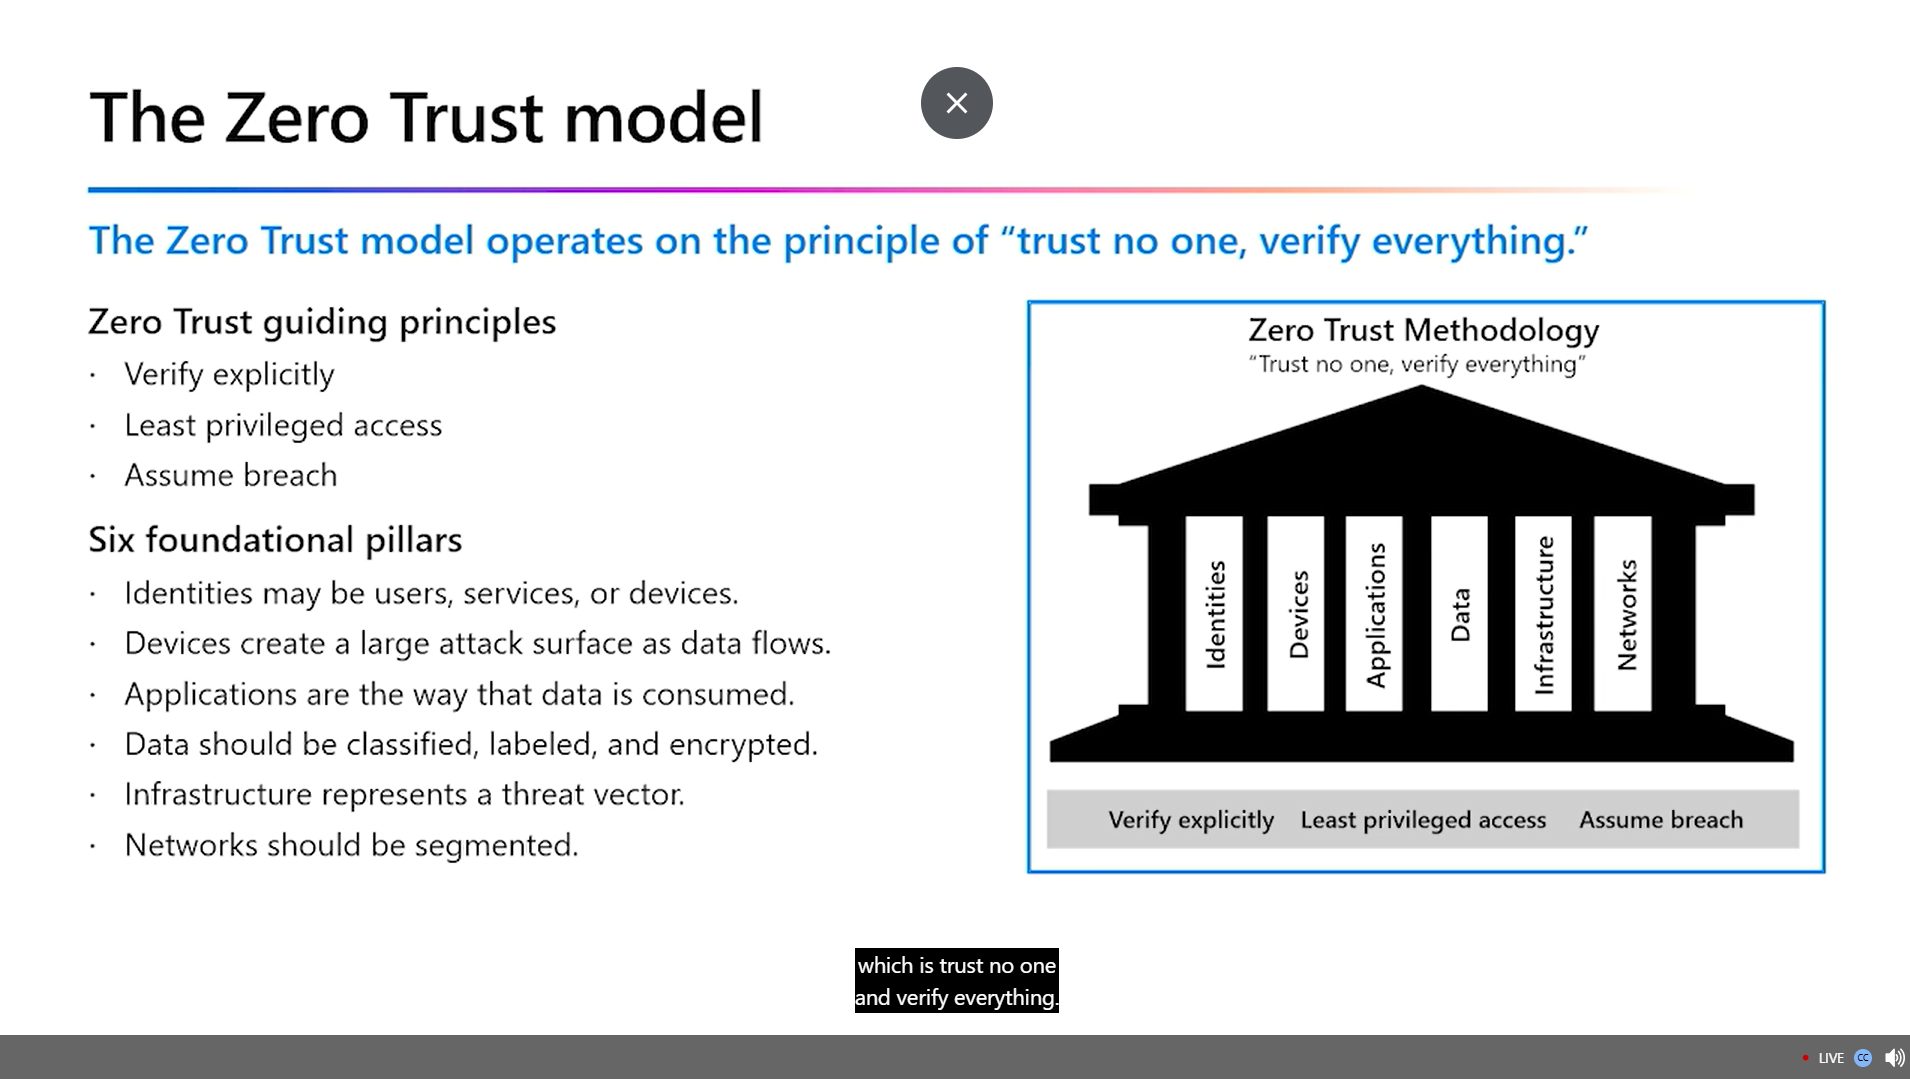 The Zero Trust model
The Zero Trust model operates on the principle of “trust no one, verify everything.”
Zero Trust guiding principles
· Verify explicitly
· Least privileged access
· Assume breach
Six foundational pillars
· Identities may be users, services, or devices.
· Devices create a large attack surface as data flows.
· Applications are the way that data is consumed.
· Data should be classified, labeled, and encrypted.
· Infrastructure represents a threat vector.
· Networks should be segmented.
Zero Trust Methodology
“Trust no one, verify everything”
Identities
Devices
Applications
Data
Infrastructure
Networks
Verify explicitly Least privileged access Assume breach
which is trust no one
and verify everything.
LIVE CC